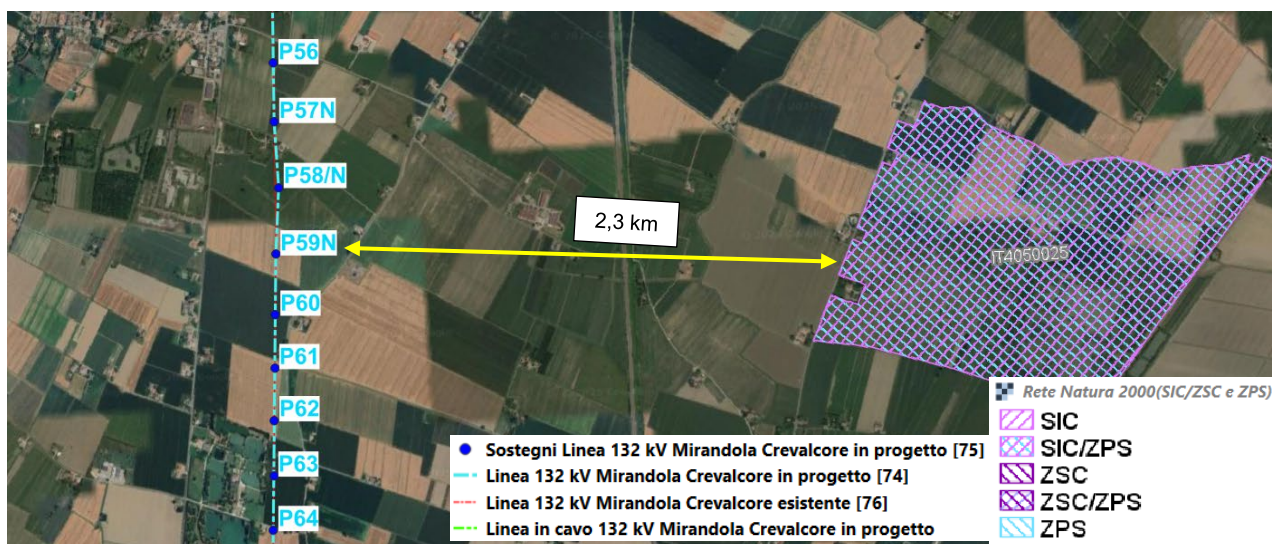 P56
P57N
P58/N
P59N
2,3 km
IT4050025
P60
P61
P62
P63
P64
Sostegni Linea 132 kV Mirandola Crevalcore in progetto [75]
Linea 132 kV Mirandola Crevalcore in progetto [74]
Linea 132 kV Mirandola Crevalcore esistente [76]
Linea in cavo 132 kV Mirandola Crevalcore in progetto
Rete Natura 2000(SIC/ZSC e ZPS)
SIC
SIC/ZPS
ZSC
ZSC/ZPS
ZPS